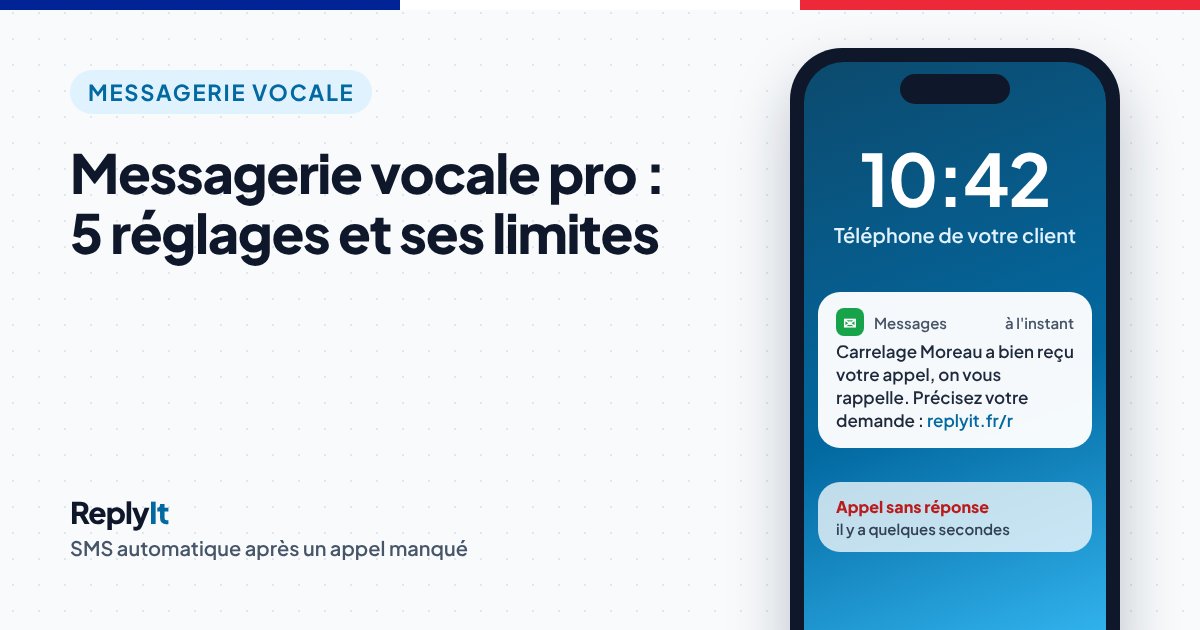 MESSAGERIE VOCALE
Messagerie vocale pro :
5 réglages et ses limites
ReplyIt
SMS automatique après un appel manqué
10:42
Téléphone de votre client
Messages à l'instant
Carrelage Moreau a bien reçu
votre appel, on vous
rappelle. Précisez votre
demande : replyit.fr/r
Appel sans réponse
il y a quelques secondes